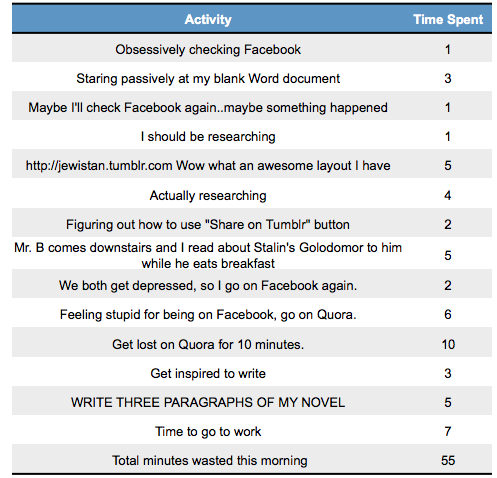 Activity Time Spent
Obsessively checking Facebook 1
Staring passively at my blank Word document 3
Maybe I'll check Facebook again..maybe something happened 1
I should be researching 1
http://jewistan.tumblr.com Wow what an awesome layout I have 5
Actually researching 4
Figuring out how to use "Share on Tumblr" button 2
Mr. B comes downstairs and I read about Stalin's Golodomor to him
while he eats breakfast 5
We both get depressed, so I go on Facebook again. 2
Feeling stupid for being on Facebook, go on Quora. 6
Get lost on Quora for 10 minutes. 10
Get inspired to write 3
WRITE THREE PARAGRAPHS OF MY NOVEL 5
Time to go to work 7
Total minutes wasted this morning 55